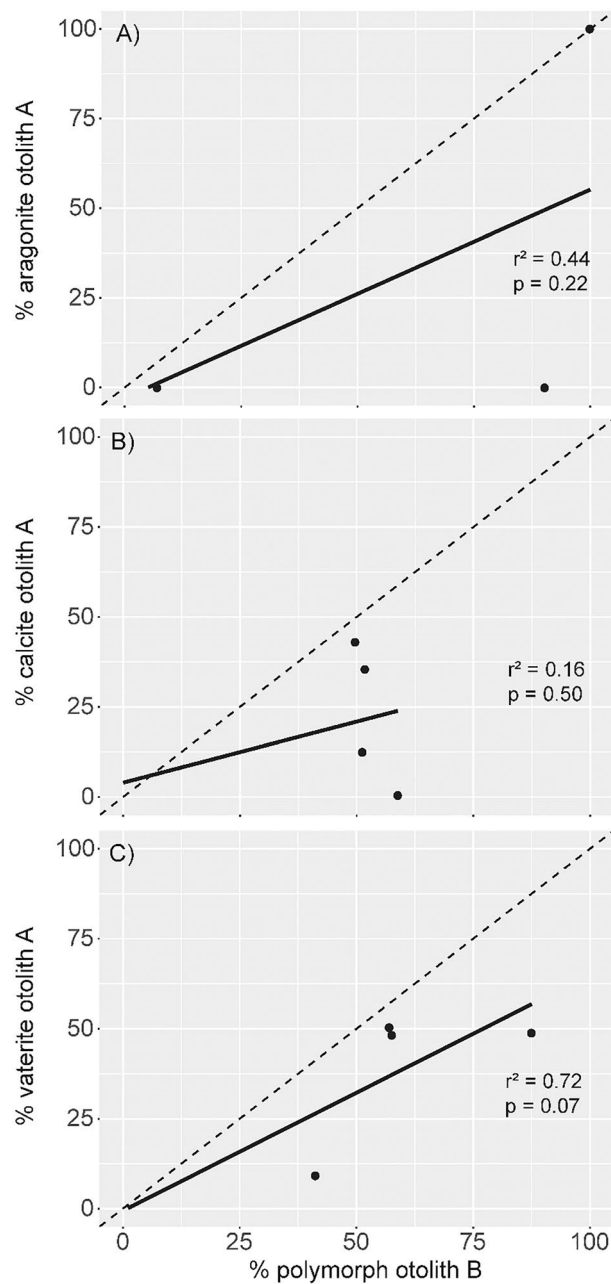 A)
100
75
50
25
0
% aragonite otolith A
r² = 0.44
p = 0.22
B)
100
75
50
25
0
% calcite otolith A
r² = 0.16
p = 0.50
C)
100
75
50
25
0
% vaterite otolith A
r² = 0.72
p = 0.07
0 25 50 75 100
% polymorph otolith B